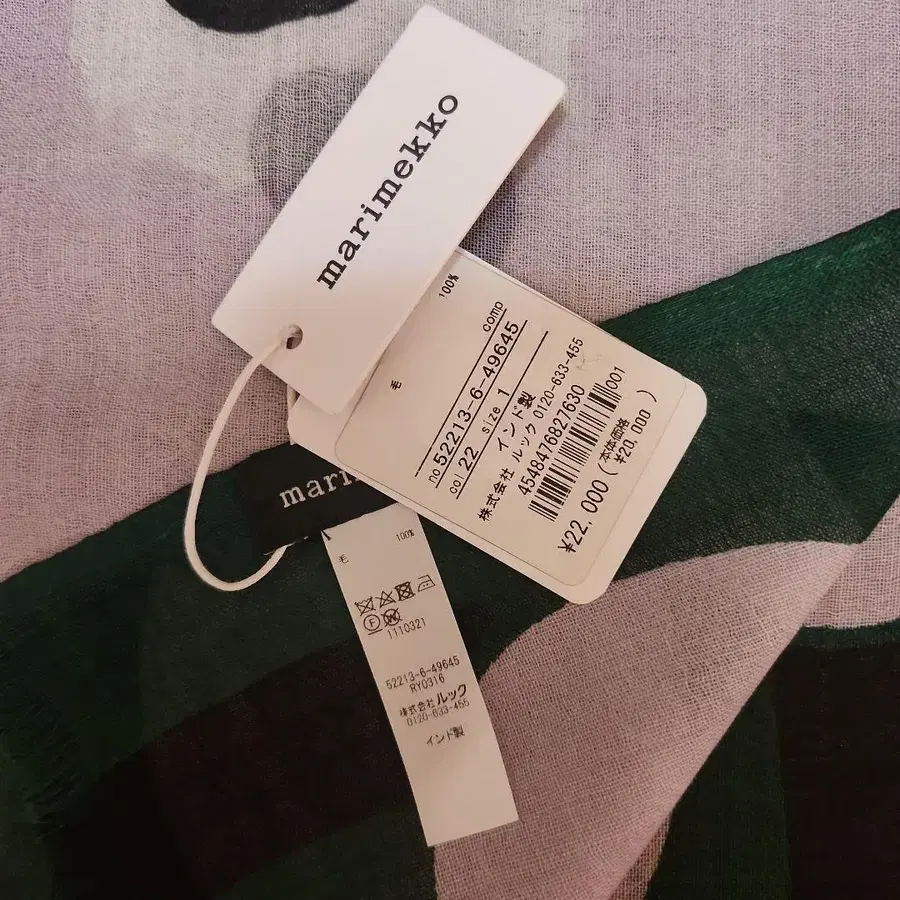 marimekko
毛 100%
no 52213-6-49645 comp
col 22 size 1
インド製
株式会社 ルック 0120-633-455
4548476827630
001
¥22,000 (本体価格 ¥20,000)
mari
毛 100%
F W
1110321
52213-6-49645
RY0316
株式会社ルック
0120-633-455
インド製